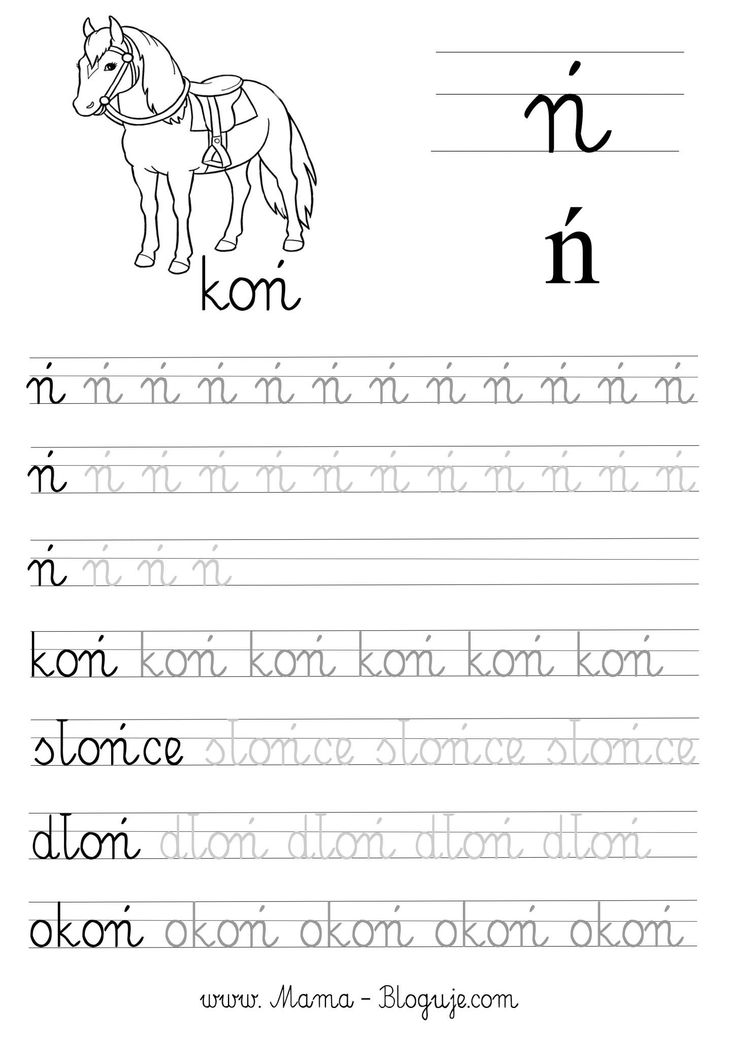 ń
ń
koń
ń ń ń ń ń ń ń ń ń ń ń ń
ń ń ń ń ń ń ń ń ń ń ń ń
ń ń ń ń
koń koń koń koń koń koń
słońce słońce słońce słońce
dłoń dłoń dłoń dłoń dłoń
okoń okoń okoń okoń okoń
www. Mama - Bloguje.com